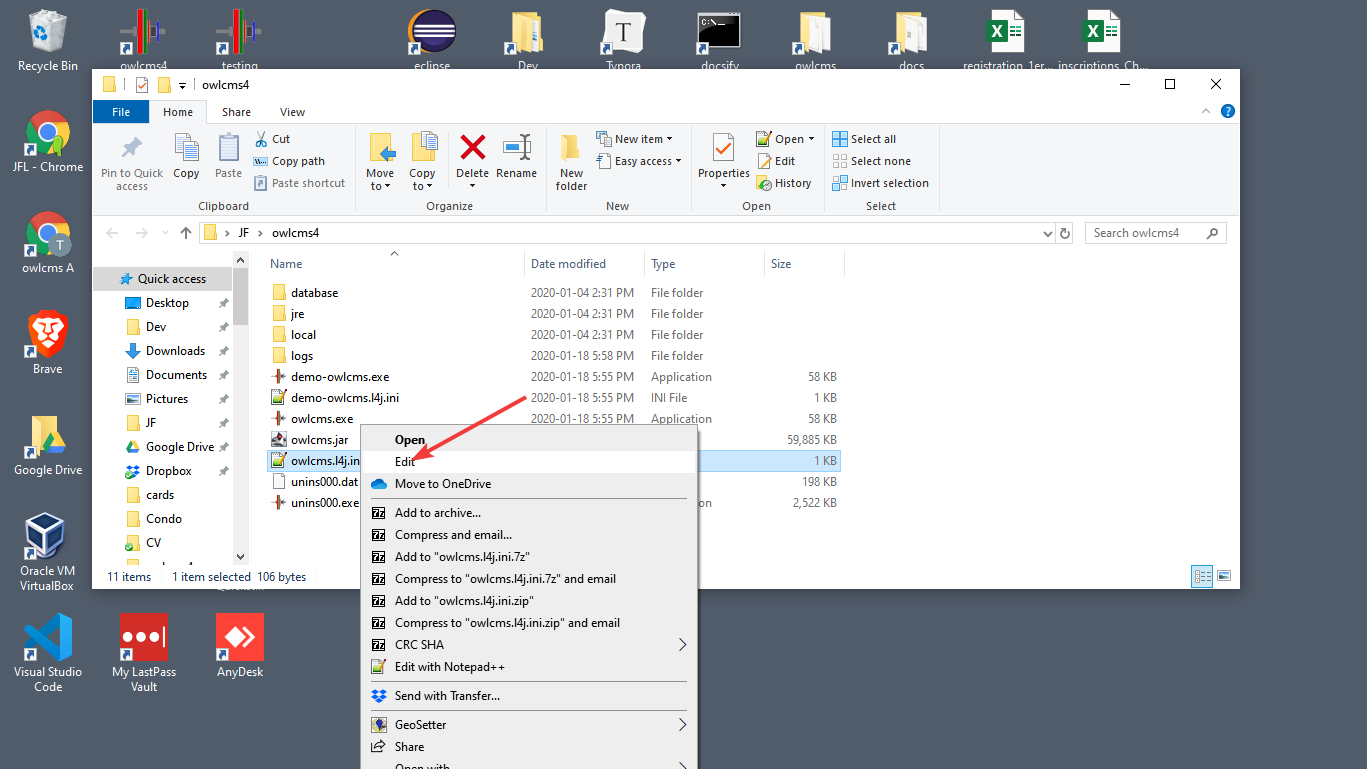 Recycle Bin
owlcms4
testing
eclipse
Dev
Typora
docsify
owlcms
docs
registration_1er...
inscriptions_Ch...
JFL - Chrome
owlcms A
Brave
Google Drive
Oracle VM
VirtualBox
Visual Studio
Code
My LastPass
Vault
AnyDesk
owlcms4
File
Home
Share
View
Pin to Quick
access
Copy
Paste
Cut
Copy path
Paste shortcut
Clipboard
Move
to
Copy
to
Delete
Rename
Organize
New
folder
New item
Easy access
New
Properties
Open
Edit
History
Open
Select all
Select none
Invert selection
Select
JF > owlcms4
Search owlcms4
Quick access
Desktop
Dev
Downloads
Documents
Pictures
JF
Google Drive
Dropbox
cards
Condo
CV
Name Date modified Type Size
database 2020-01-04 2:31 PM File folder
jre 2020-01-04 2:31 PM File folder
local 2020-01-04 2:31 PM File folder
logs 2020-01-18 5:58 PM File folder
demo-owlcms.exe 2020-01-18 5:55 PM Application 58 KB
demo-owlcms.l4j.ini 2020-01-18 5:55 PM INI File 1 KB
owlcms.exe 2020-01-18 5:55 PM Application 58 KB
owlcms.jar 59,885 KB
owlcms.l4j.in 1 KB
unins000.dat 198 KB
unins000.exe 2,522 KB
11 items 1 item selected 106 bytes
Open
Edit
Move to OneDrive
Add to archive...
Compress and email...
Add to "owlcms.l4j.ini.7z"
Compress to "owlcms.l4j.ini.7z" and email
Add to "owlcms.l4j.ini.zip"
Compress to "owlcms.l4j.ini.zip" and email
CRC SHA
Edit with Notepad++
Send with Transfer...
GeoSetter
Share
Open with